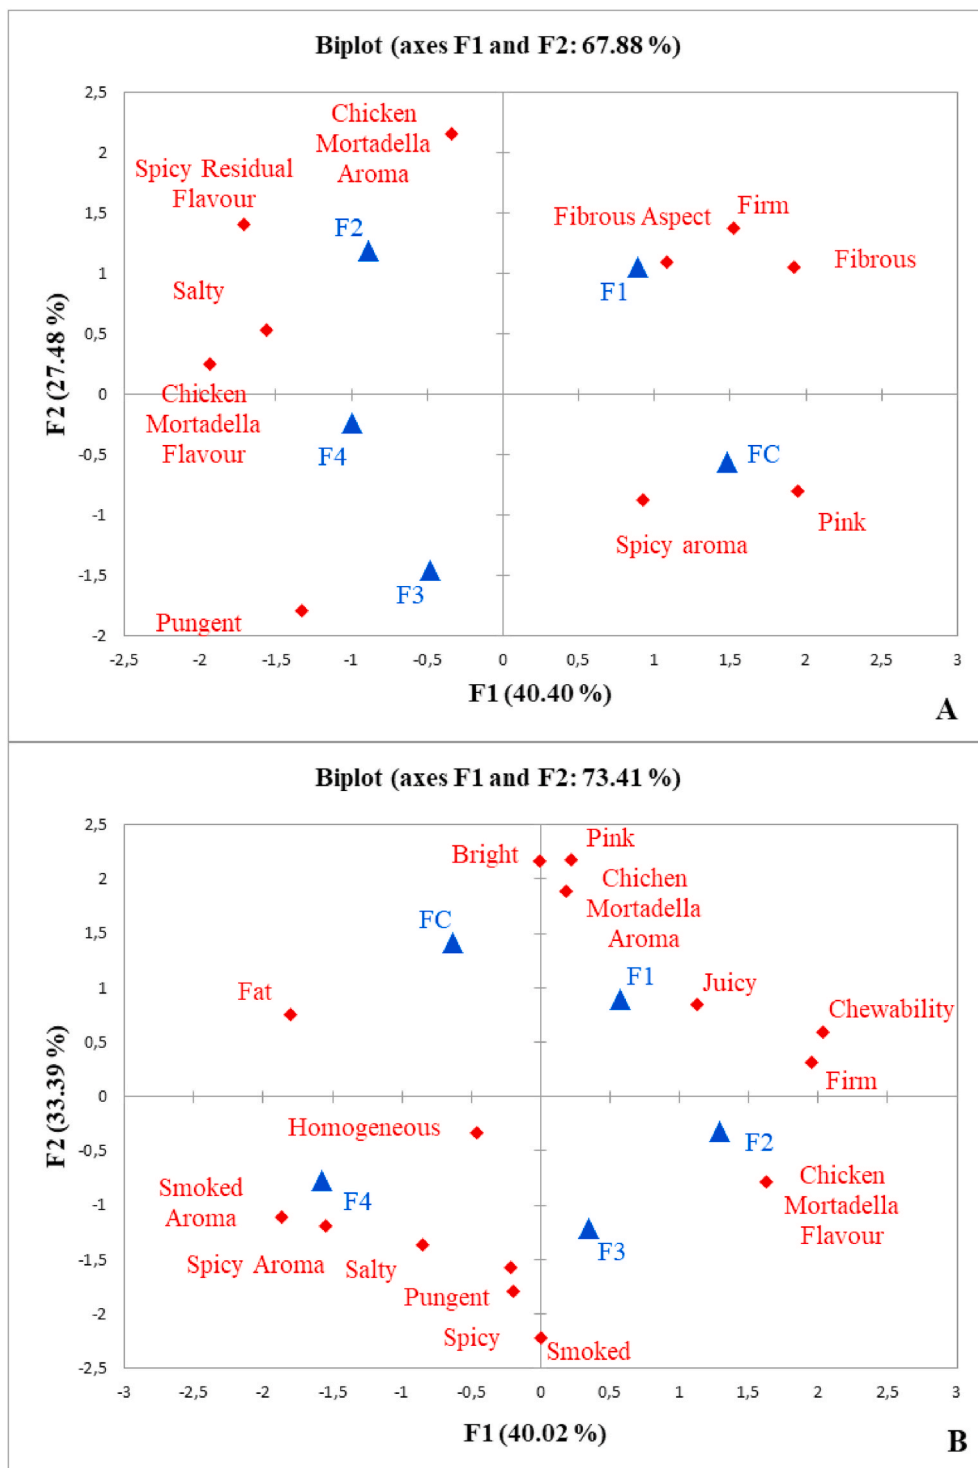 Biplot (axes F1 and F2: 67.88 %)
2,5
2
1,5
1
0,5
0
-0,5
-1
-1,5
-2
F2 (27.48 %)
Chicken
Mortadella
Aroma
Spicy Residual
Flavour
F2
Salty
Chicken
Mortadella
Flavour
F4
F3
Pungent
Fibrous Aspect
Firm
Fibrous
F1
FC
Spicy aroma
Pink
-2,5
-2
-1,5
-1
-0,5
0
0,5
1
1,5
2
2,5
3
F1 (40.40 %)
A
Biplot (axes F1 and F2: 73.41 %)
2,5
2
1,5
1
0,5
0
-0,5
-1
-1,5
-2
-2,5
F2 (33.39 %)
Bright
Pink
Chichen
Mortadella
Aroma
FC
F1
Juicy
Fat
Chewability
Firm
Homogeneous
F2
Smoked
Aroma
F4
Chicken
Mortadella
Flavour
Spicy Aroma
Salty
F3
Pungent
Spicy
Smoked
-3
-2,5
-2
-1,5
-1
-0,5
0
0,5
1
1,5
2
2,5
3
F1 (40.02 %)
B